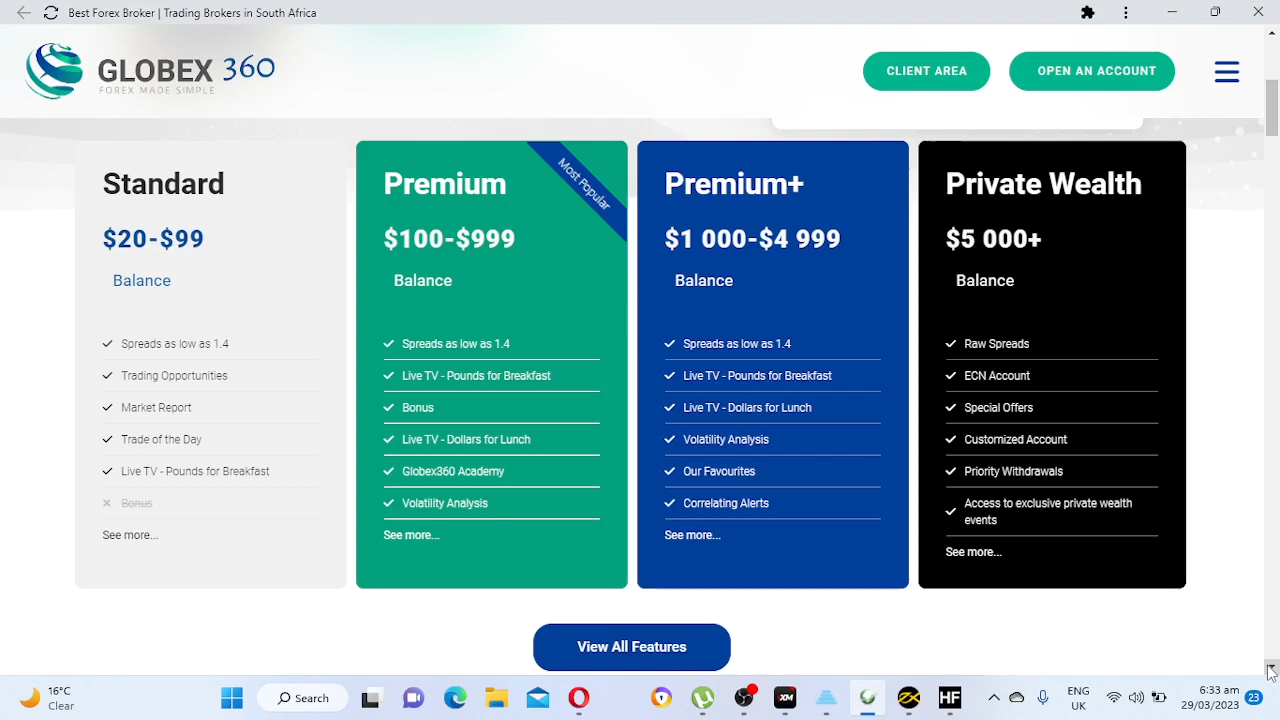 Best Forex Broker | Trading Brokers in South Africa
GLOBEX 360
FOREX MADE SIMPLE
CLIENT AREA
OPEN AN ACCOUNT
Standard
$20-$99
Balance
Spreads as low as 1.4
Trading Opportunities
Market Report
Trade of the Day
Live TV - Pounds for Breakfast
Bonus
See more...
Most Popular
Premium
$100-$999
Balance
Spreads as low as 1.4
Live TV - Pounds for Breakfast
Bonus
Live TV - Dollars for Lunch
Globex360 Academy
Volatility Analysis
See more...
Premium+
$1 000-$4 999
Balance
Spreads as low as 1.4
Live TV - Pounds for Breakfast
Live TV - Dollars for Lunch
Volatility Analysis
Our Favourites
Correlating Alerts
See more...
Private Wealth
$5 000+
Balance
Raw Spreads
ECN Account
Special Offers
Customized Account
Priority Withdrawals
Access to exclusive private wealth
events
See more...
View All Features
16°C
Clear
Search
XM
HF
ENG
UK
6:33 am
29/03/2023
23